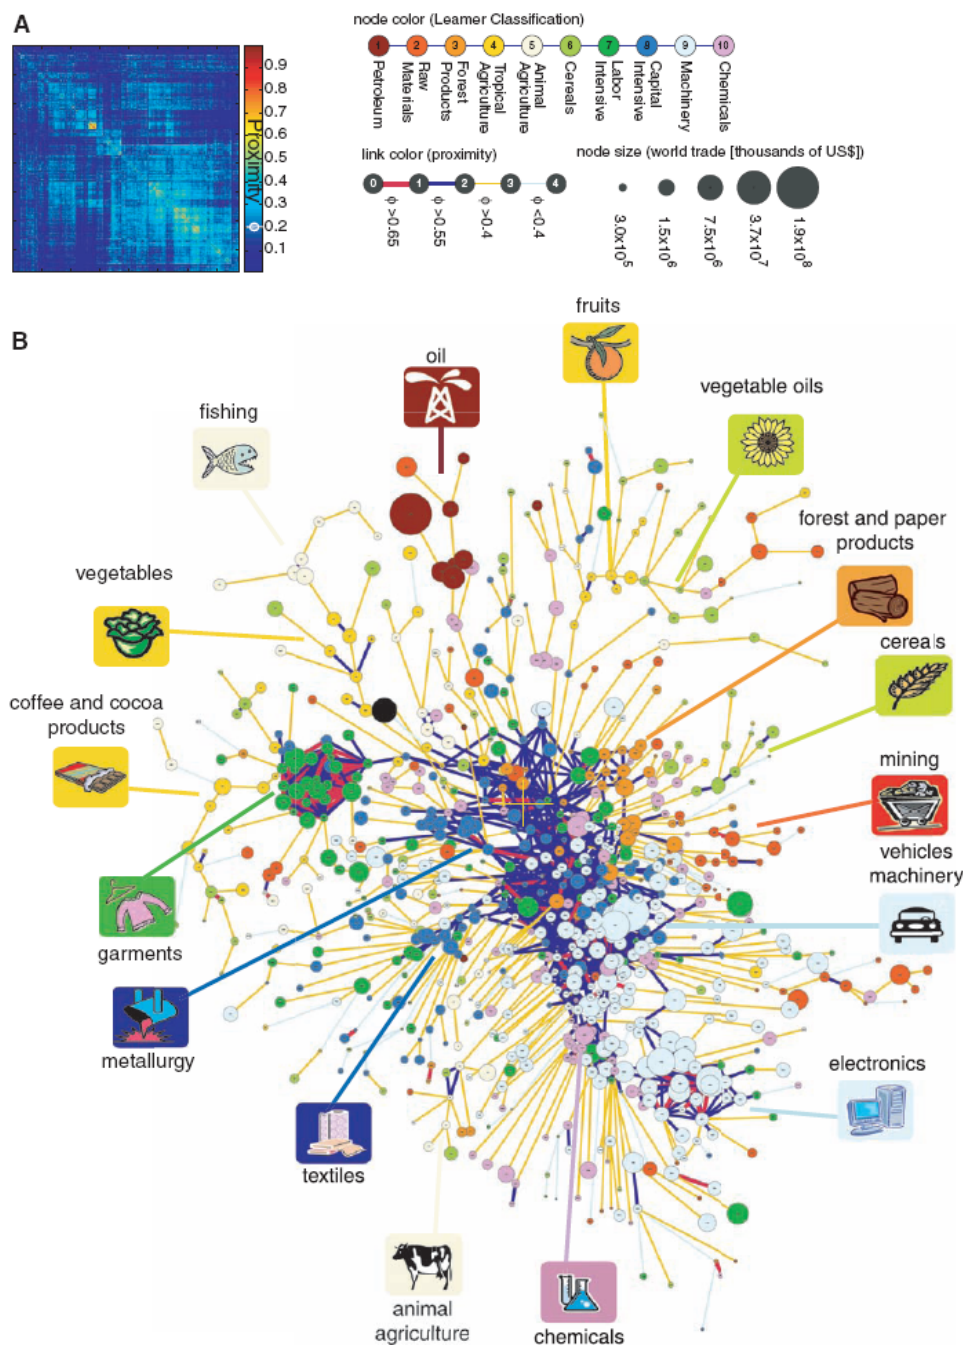 A
0.9
0.8
0.7
0.6
0.5
0.4
0.3
0.2
0.1
Proximity
φ
node color (Leamer Classification)
1 2 3 4 5 6 7 8 9 10
Petroleum
Raw
Materials
Forest
Products
Tropical
Agriculture
Animal
Agriculture
Cereals
Labor
Intensive
Capital
Intensive
Machinery
Chemicals
link color (proximity)
0 1 2 3 4
φ >0.65
φ >0.55
φ >0.4
φ <0.4
node size (world trade [thousands of US$])
3.0x10⁵
1.5x10⁶
7.5x10⁶
3.7x10⁷
1.9x10⁸
B
fruits
oil
vegetable oils
fishing
forest and paper
products
vegetables
cereals
coffee and cocoa
products
mining
vehicles
machinery
garments
metallurgy
electronics
textiles
animal
agriculture
chemicals